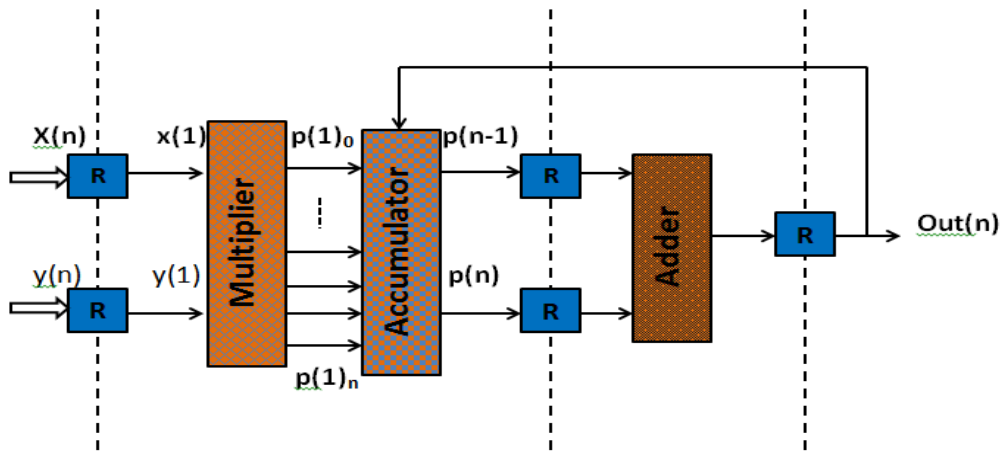 X(n)
x(1)
p(1)₀
p(n-1)
R
R
Multiplier
Accumulator
Adder
R
Out(n)
y(n)
y(1)
p(n)
R
R
p(1)ₙ